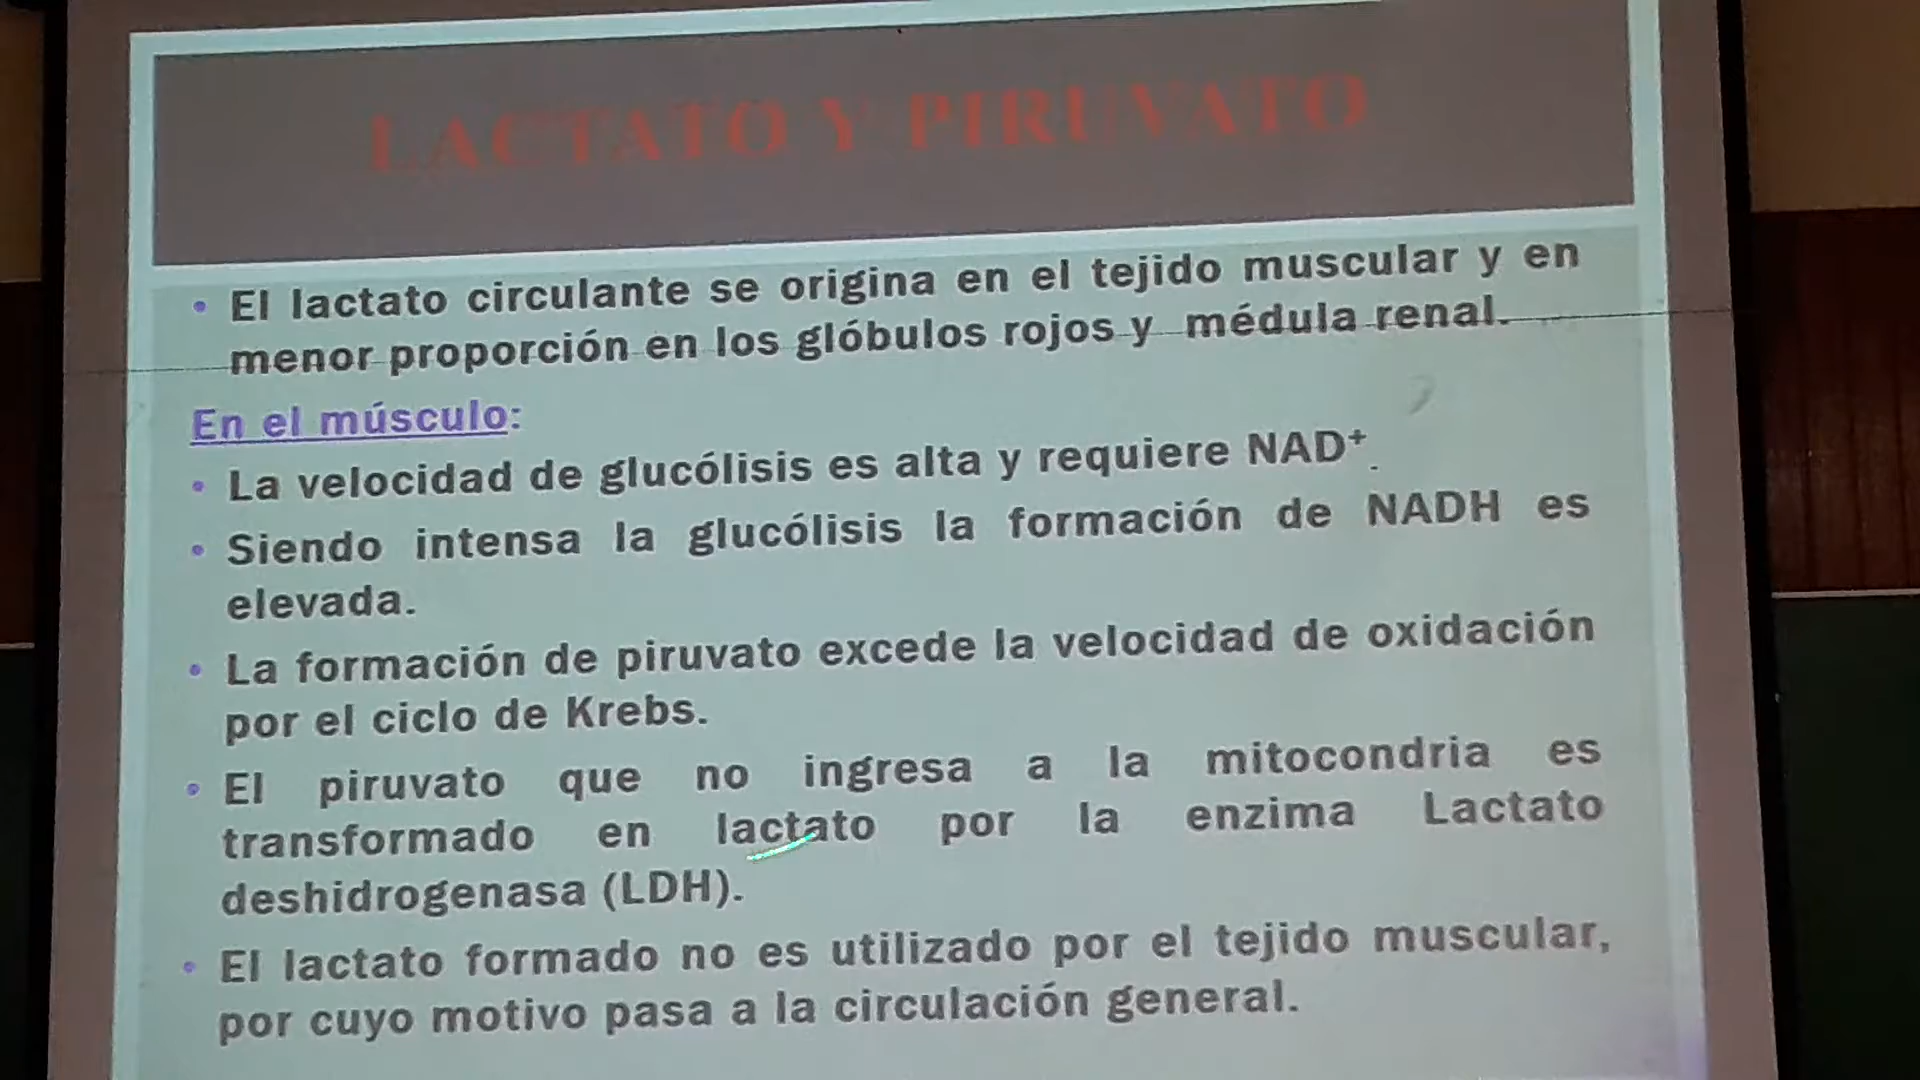 LACTATO Y PIRUVATO
• El lactato circulante se origina en el tejido muscular y en
menor proporción en los glóbulos rojos y médula renal.
En el músculo:
• La velocidad de glucólisis es alta y requiere NAD⁺.
• Siendo intensa la glucólisis la formación de NADH es
elevada.
• La formación de piruvato excede la velocidad de oxidación
por el ciclo de Krebs.
• El piruvato que no ingresa a la mitocondria es
transformado en lactato por la enzima Lactato
deshidrogenasa (LDH).
• El lactato formado no es utilizado por el tejido muscular,
por cuyo motivo pasa a la circulación general.